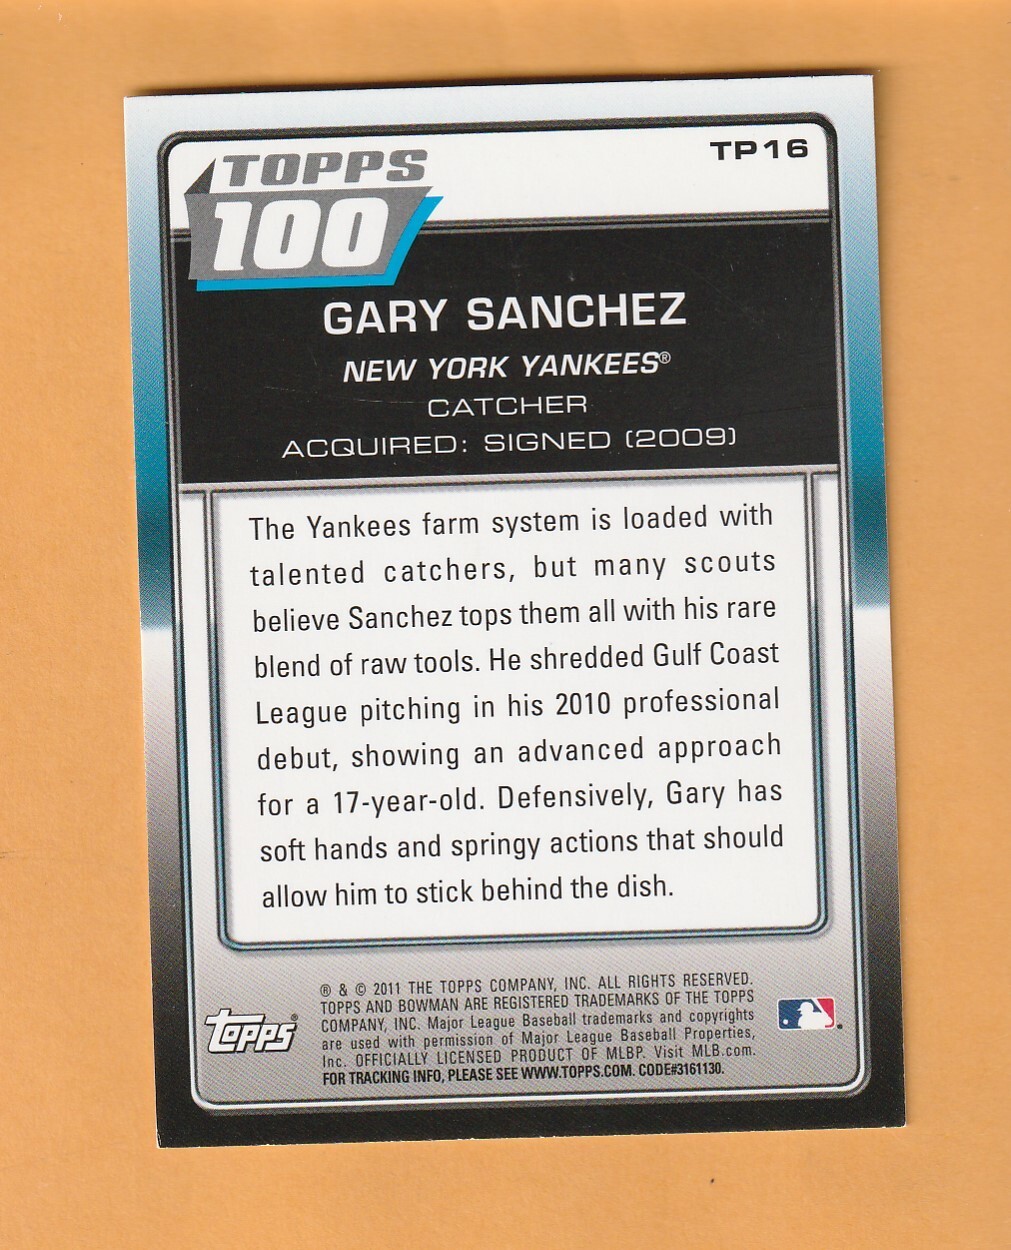 TOPPS
100
TP16
GARY SANCHEZ
NEW YORK YANKEES®
CATCHER
ACQUIRED: SIGNED (2009)
The Yankees farm system is loaded with
talented catchers, but many scouts
believe Sanchez tops them all with his rare
blend of raw tools. He shredded Gulf Coast
League pitching in his 2010 professional
debut, showing an advanced approach
for a 17-year-old. Defensively, Gary has
soft hands and springy actions that should
allow him to stick behind the dish.
topps®
® & © 2011 THE TOPPS COMPANY, INC. ALL RIGHTS RESERVED.
TOPPS AND BOWMAN ARE REGISTERED TRADEMARKS OF THE TOPPS
COMPANY, INC. Major League Baseball trademarks and copyrights
are used with permission of Major League Baseball Properties,
Inc. OFFICIALLY LICENSED PRODUCT OF MLBP. Visit MLB.com.
FOR TRACKING INFO, PLEASE SEE WWW.TOPPS.COM. CODE#3161130.